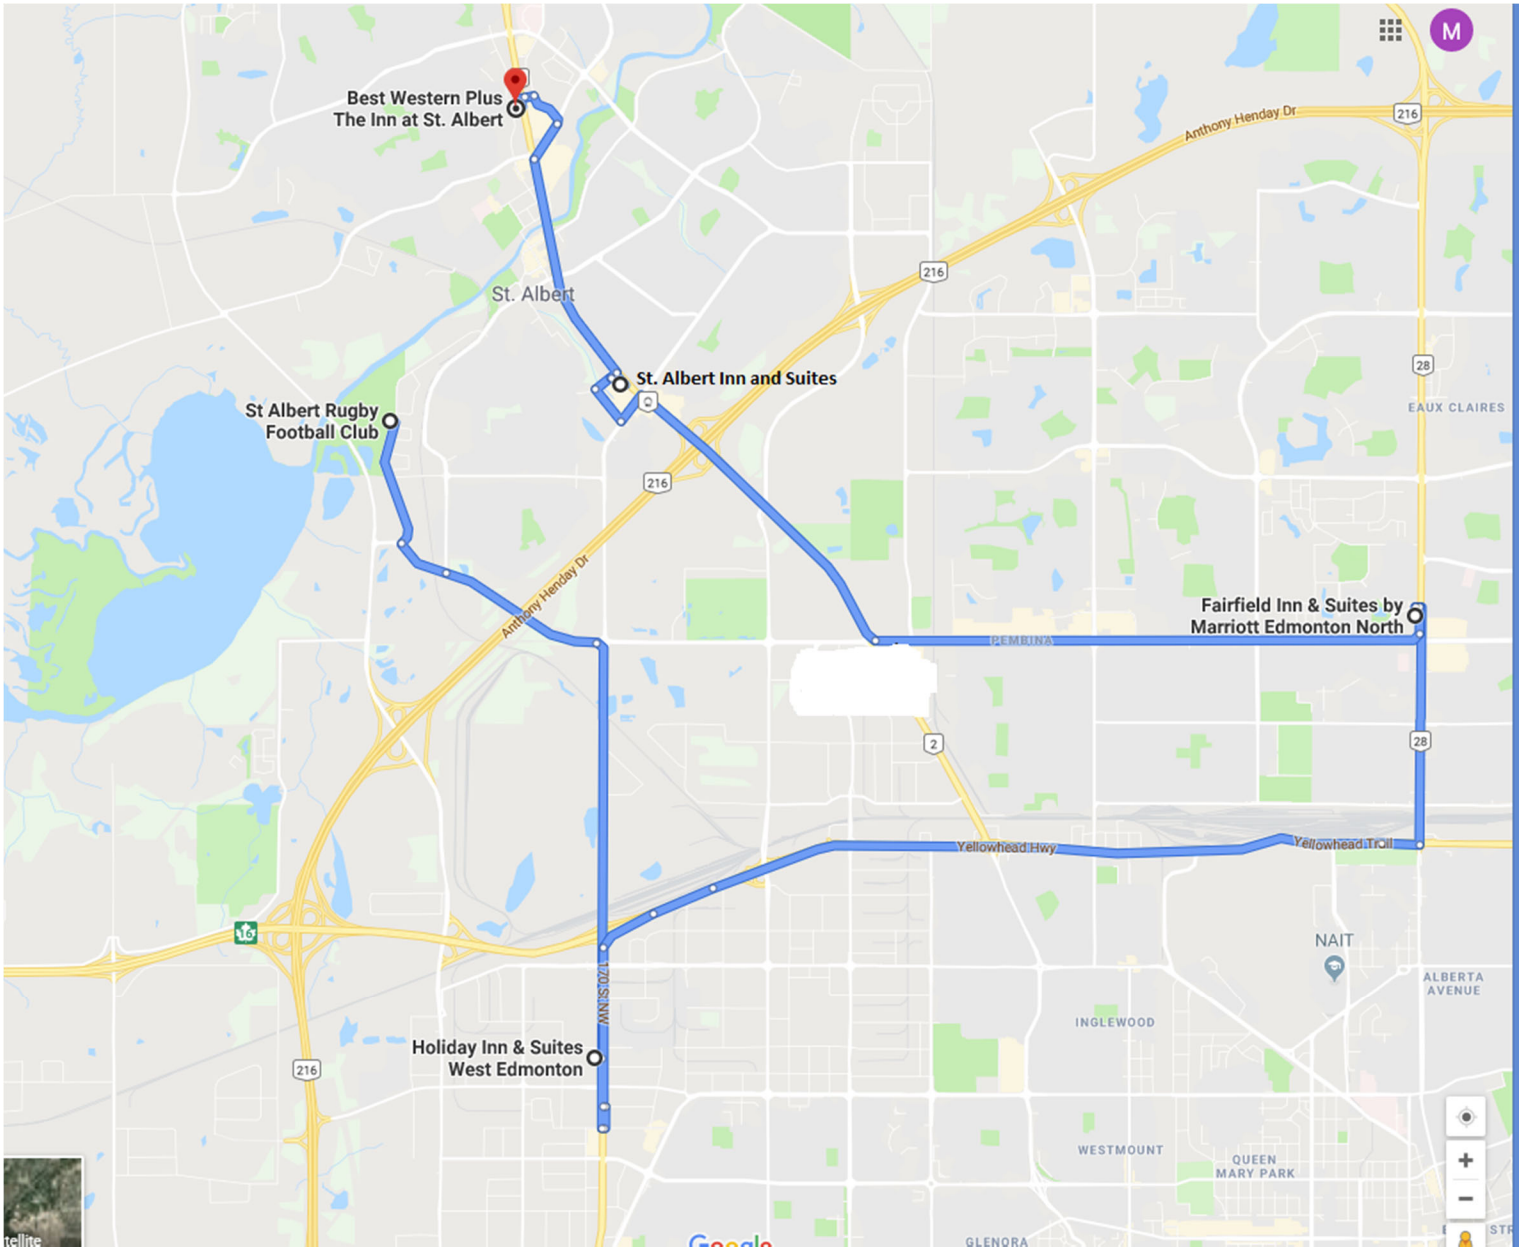 M
Best Western Plus
The Inn at St. Albert
Anthony Henday Dr
216
216
St. Albert
28
St. Albert Inn and Suites
EAUX CLAIRES
St Albert Rugby
Football Club
216
Anthony Henday Dr
Fairfield Inn & Suites by
Marriott Edmonton North
PEMBINA
2
28
Yellowhead Hwy
Yellowhead Trail
16
NAIT
170 St NW
ALBERTA
AVENUE
INGLEWOOD
Holiday Inn & Suites
West Edmonton
216
WESTMOUNT
QUEEN
MARY PARK
+
−
tellite
Google
GLENORA
STR